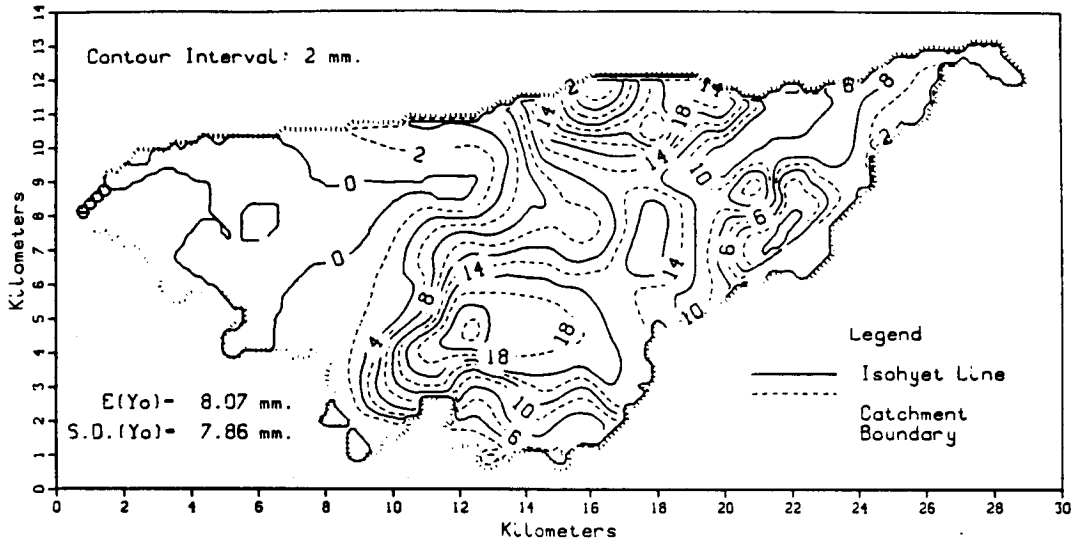 Contour Interval: 2 mm.
E(Yo)= 8.07 mm.
S.D.(Yo)= 7.86 mm.
Legend
Isohyet Line
Catchment
Boundary
Kilometers
Kilometers
0 1 2 3 4 5 6 7 8 9 10 11 12 13 14
0 2 4 6 8 10 12 14 16 18 20 22 24 26 28 30
2 14 8 8
14 18
2 14 10 2
0 0
6
0 14 6 14
8 10
4 18
18
10
6